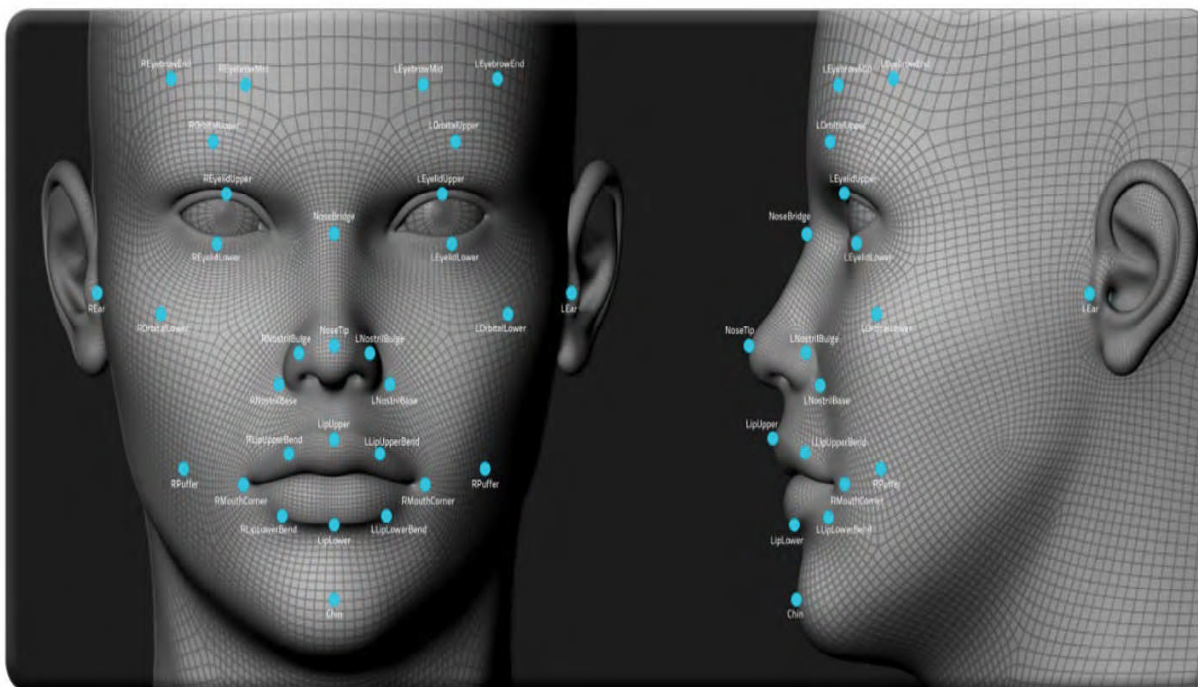 REyebrowEnd
REyebrowMid
LEyebrowMid
LEyebrowEnd
ROrbitalUpper
LOrbitalUpper
REyelidUpper
LEyelidUpper
NoseBridge
REyelidLower
LEyelidLower
REar
LEar
ROrbitalLower
LOrbitalLower
NoseTip
RNostrilBulge
LNostrilBulge
RNostrilBase
LNostrilBase
LipUpper
RLipUpperBend
LLipUpperBend
RPuffer
RPuffer
RMouthCorner
RMouthCorner
RLipLowerBend
LLipLowerBend
LipLower
Chin
LEyebrowMid
LEyebrowEnd
LOrbitalUpper
LEyelidUpper
NoseBridge
LEyelidLower
LEar
LOrbitalLower
NoseTip
LNostrilBulge
LNostrilBase
LipUpper
LLipUpperBend
RPuffer
RMouthCorner
LLipLowerBend
LipLower
Chin